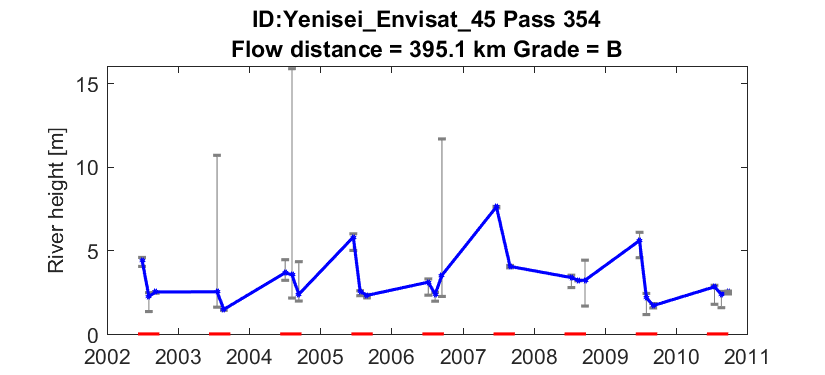 ID:Yenisei_Envisat_45 Pass 354
Flow distance = 395.1 km Grade = B
River height [m]
15
10
5
0
2002 2003 2004 2005 2006 2007 2008 2009 2010 2011